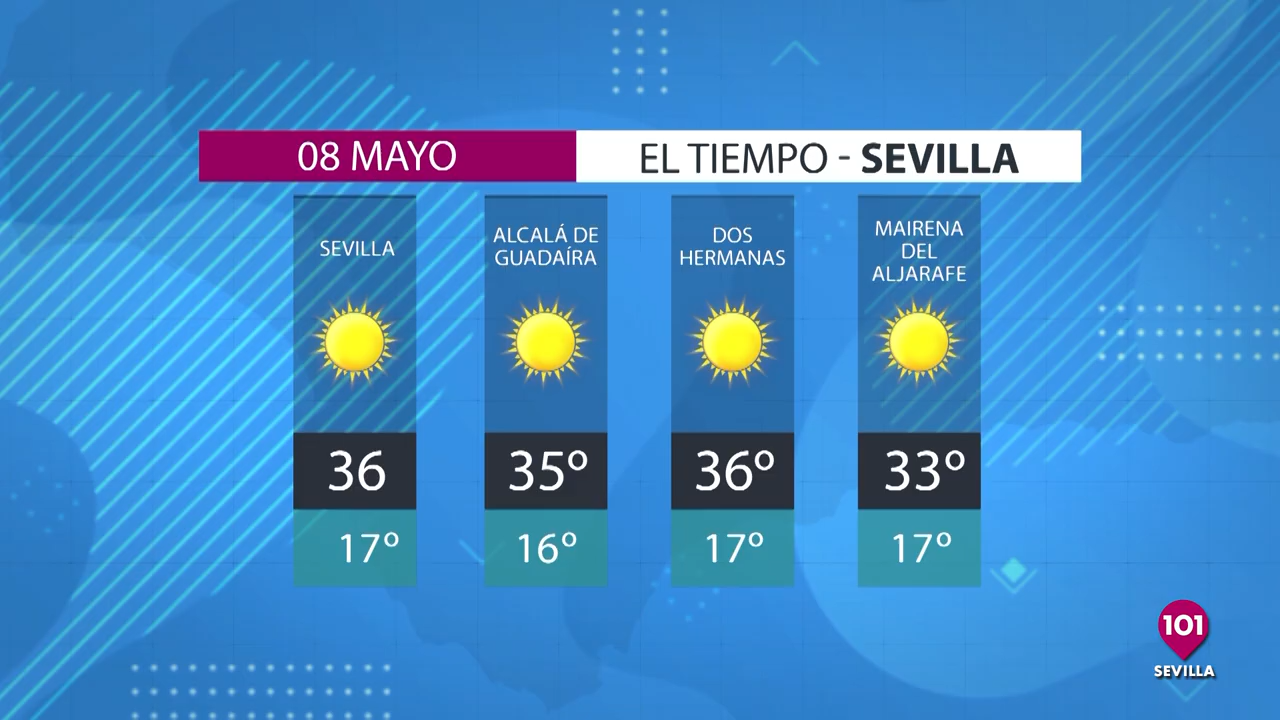 08 MAYO
EL TIEMPO - SEVILLA
SEVILLA
36
17º
ALCALÁ DE
GUADAÍRA
35º
16º
DOS
HERMANAS
36º
17º
MAIRENA
DEL
ALJARAFE
33º
17º
101
SEVILLA